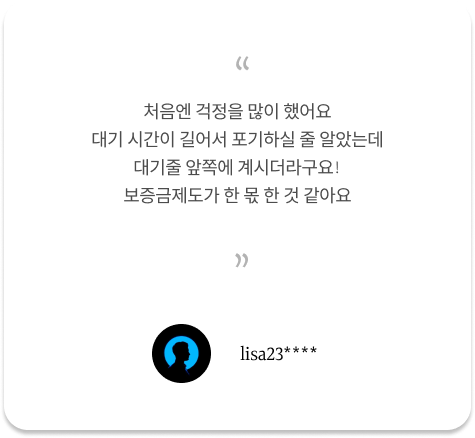 “
처음엔 걱정을 많이 했어요
대기 시간이 길어서 포기하실 줄 알았는데
대기줄 앞쪽에 계시더라구요!
보증금제도가 한 몫 한 것 같아요
”
lisa23****